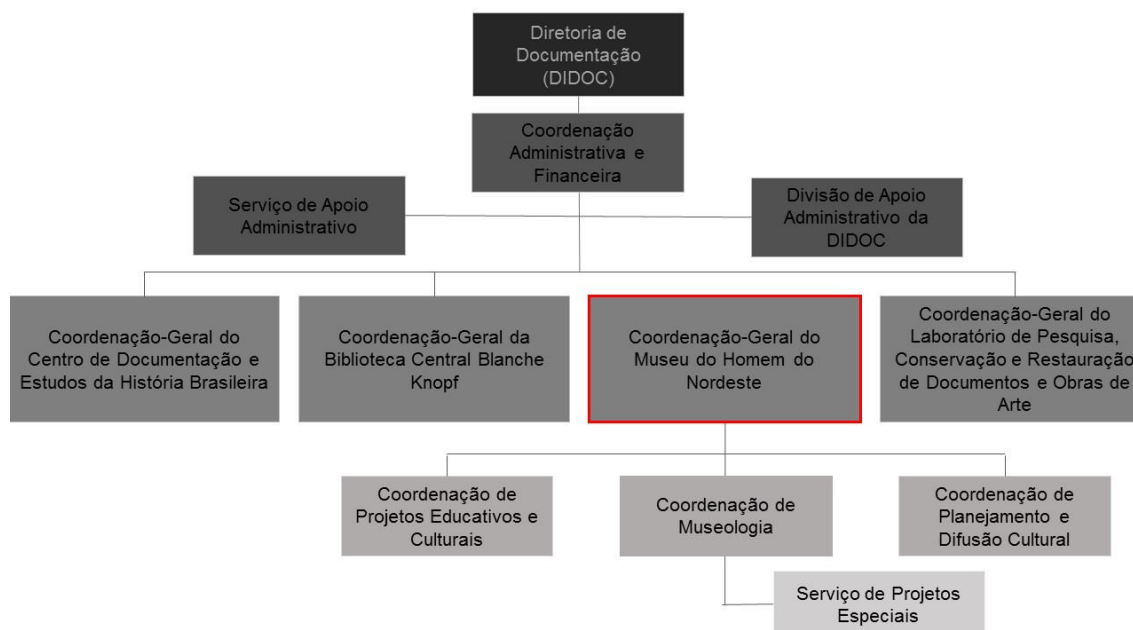 Diretoria de
Documentação
(DIDOC)
Coordenação
Administrativa e
Financeira
Serviço de Apoio
Administrativo
Divisão de Apoio
Administrativo da
DIDOC
Coordenação-Geral do
Centro de Documentação e
Estudos da História Brasileira
Coordenação-Geral da
Biblioteca Central Blanche
Knopf
Coordenação-Geral do
Museu do Homem do
Nordeste
Coordenação-Geral do
Laboratório de Pesquisa,
Conservação e Restauração
de Documentos e Obras de
Arte
Coordenação de
Projetos Educativos e
Culturais
Coordenação de
Museologia
Coordenação de
Planejamento e
Difusão Cultural
Serviço de Projetos
Especiais